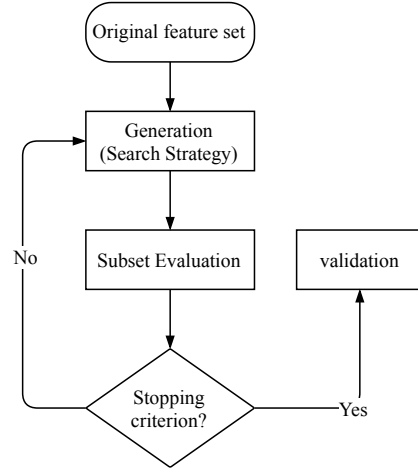 Original feature set
Generation
(Search Strategy)
No
Subset Evaluation
validation
Stopping
criterion?
Yes